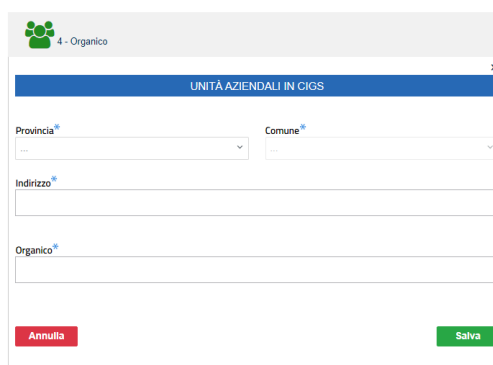 4 - Organico
UNITÀ AZIENDALI IN CIGS
Provincia* Comune*
... ...
Indirizzo*
Organico*
Annulla Salva